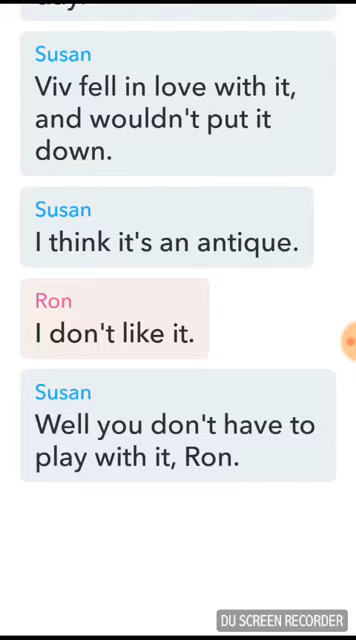 day.
Susan
Viv fell in love with it,
and wouldn't put it
down.
Susan
I think it's an antique.
Ron
I don't like it.
Susan
Well you don't have to
play with it, Ron.
DU SCREEN RECORDER